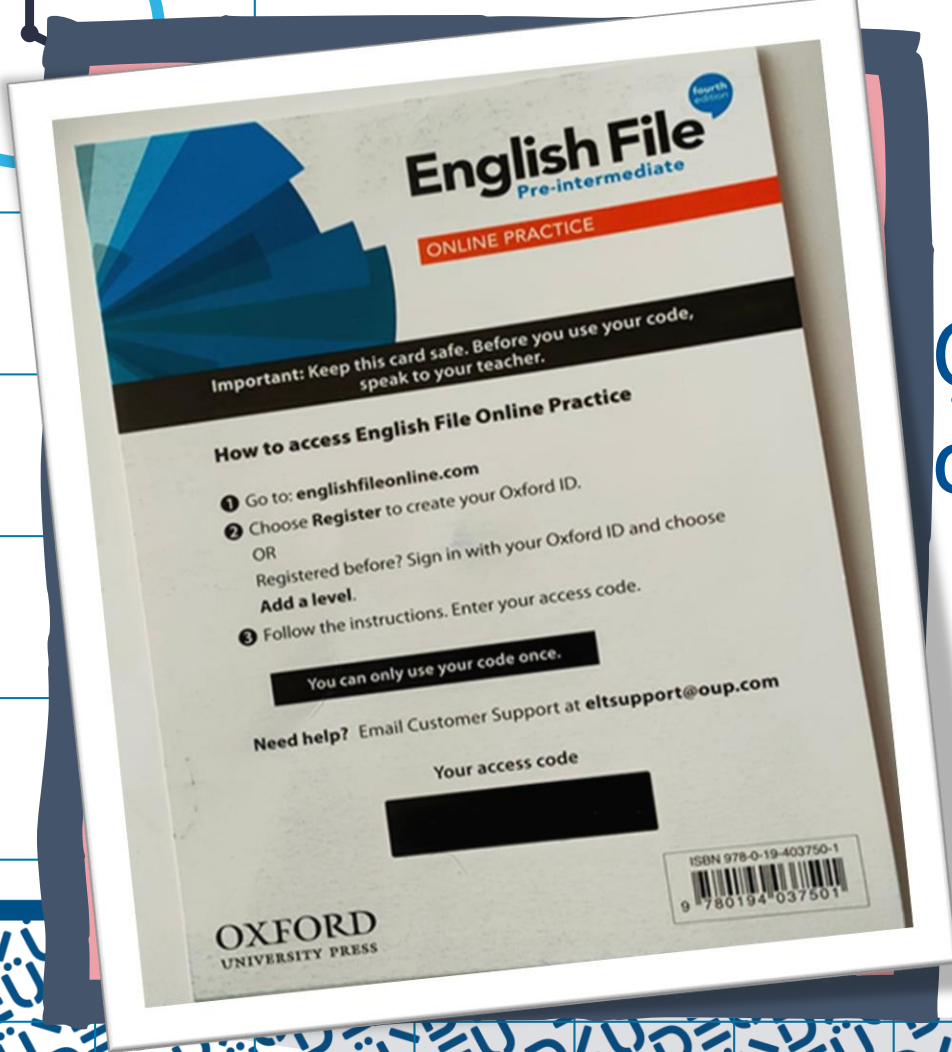 fourth
edition
English File
Pre-intermediate
ONLINE PRACTICE
Important: Keep this card safe. Before you use your code,
speak to your teacher.
How to access English File Online Practice
1 Go to: englishfileonline.com
2 Choose Register to create your Oxford ID.
OR
Registered before? Sign in with your Oxford ID and choose
Add a level.
3 Follow the instructions. Enter your access code.
You can only use your code once.
Need help? Email Customer Support at eltsupport@oup.com
Your access code
ISBN 978-0-19-403750-1
9 780194 037501
OXFORD
UNIVERSITY PRESS